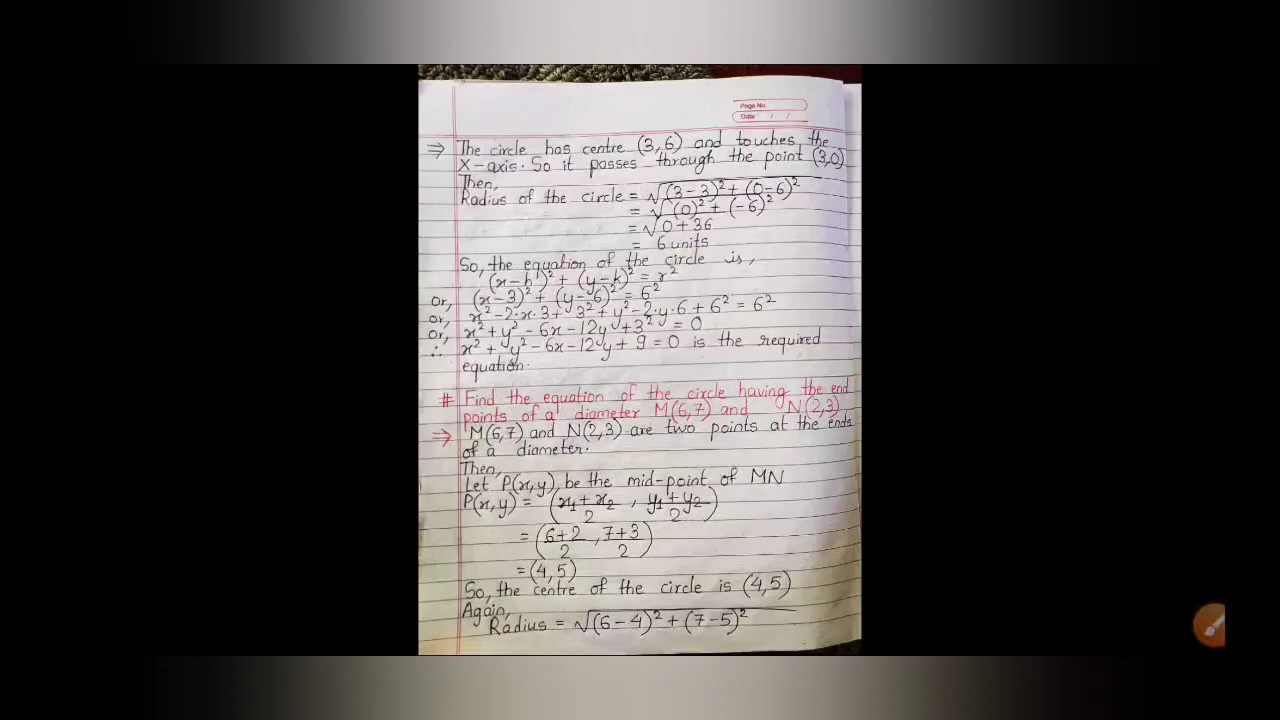 Page No.
Date / /
⇒ The circle has centre (3,6) and touches the
X-axis. So it passes through the point (3,0)
Then,
Radius of the circle = √(3-3)² + (0-6)²
= √(0)² + (-6)²
= √0+36
= 6 units
So, the equation of the circle is,
(x-h)² + (y-k)² = r²
Or, (x-3)² + (y-6)² = 6²
Or, x² - 2·x·3 + 3² + y² - 2·y·6 + 6² = 6²
Or, x² + y² - 6x - 12y + 3² = 0
∴ x² + y² - 6x - 12y + 9 = 0 is the required
equation.
# Find the equation of the circle having the end
points of a diameter M(6,7) and N(2,3)
⇒ M(6,7) and N(2,3) are two points at the ends
of a diameter.
Then,
Let P(x,y) be the mid-point of MN
P(x,y) = (x₁+x₂/2 , y₁+y₂/2)
= (6+2/2 , 7+3/2)
= (4,5)
So, the centre of the circle is (4,5)
Again,
Radius = √(6-4)² + (7-5)²